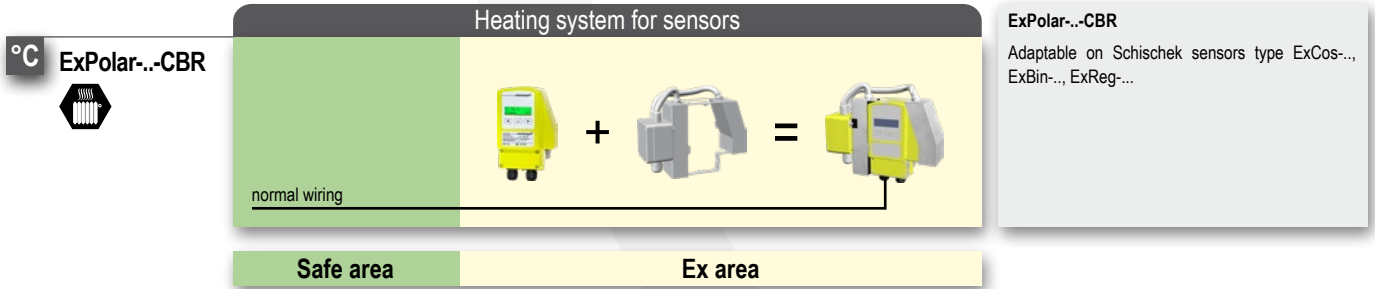 Heating system for sensors
°C
ExPolar-..-CBR
+
=
normal wiring
Safe area
Ex area
ExPolar-..-CBR
Adaptable on Schischek sensors type ExCos-..,
ExBin-.., ExReg-...